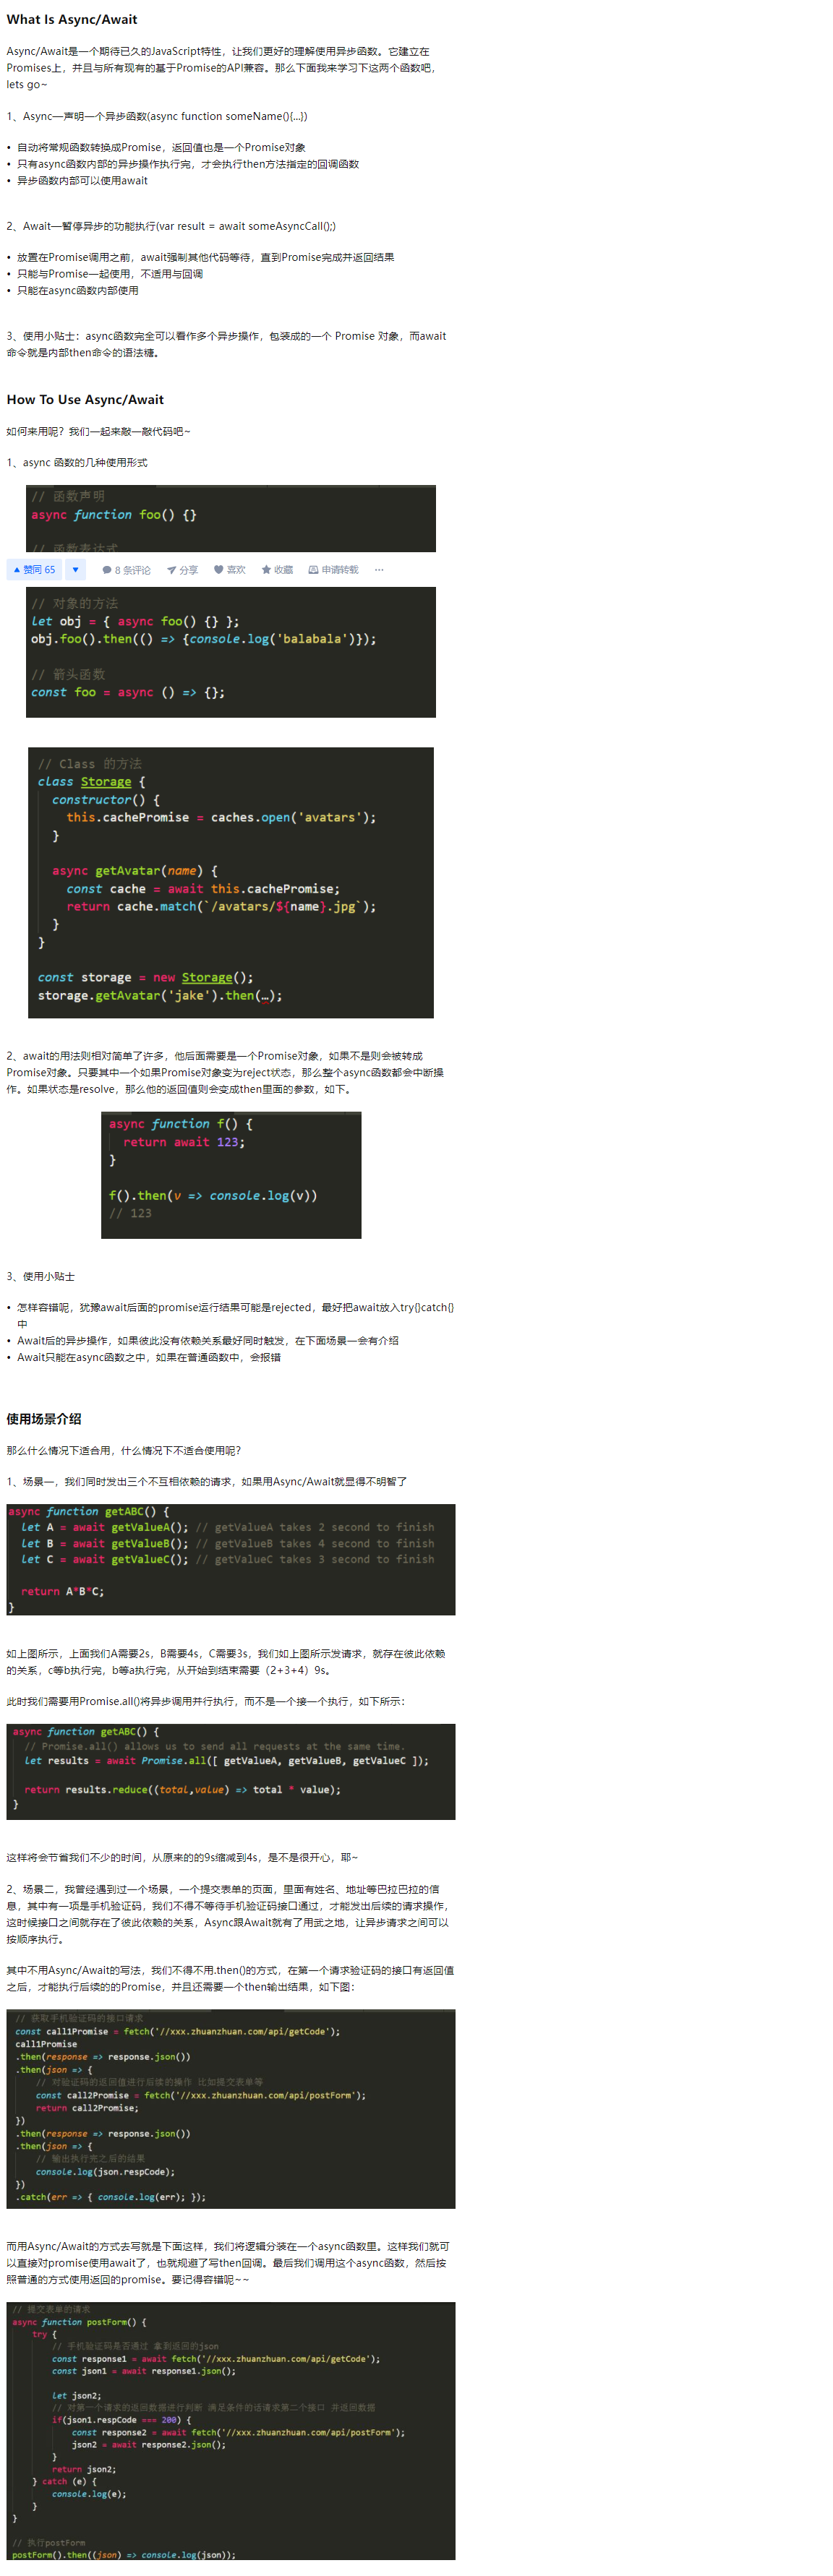 What Is Async/Await
Async/Await是一个期待已久的JavaScript特性，让我们更好的理解使用异步函数。它建立在
Promises上，并且与所有现有的基于Promise的API兼容。那么下面我来学习下这两个函数吧，
lets go~
1、Async—声明一个异步函数(async function someName(){...})
• 自动将常规函数转换成Promise，返回值也是一个Promise对象
• 只有async函数内部的异步操作执行完，才会执行then方法指定的回调函数
• 异步函数内部可以使用await
2、Await—暂停异步的功能执行(var result = await someAsyncCall();)
• 放置在Promise调用之前，await强制其他代码等待，直到Promise完成并返回结果
• 只能与Promise一起使用，不适用与回调
• 只能在async函数内部使用
3、使用小贴士：async函数完全可以看作多个异步操作，包装成的一个 Promise 对象，而await
命令就是内部then命令的语法糖。
How To Use Async/Await
如何来用呢？我们一起来敲一敲代码吧~
1、async 函数的几种使用形式
// 函数声明
async function foo() {}
// 函数表达式
赞同 65 8 条评论 分享 喜欢 收藏 申请转载 ···
// 对象的方法
let obj = { async foo() {} };
obj.foo().then(() => {console.log('balabala')});
// 箭头函数
const foo = async () => {};
// Class 的方法
class Storage {
constructor() {
this.cachePromise = caches.open('avatars');
}
async getAvatar(name) {
const cache = await this.cachePromise;
return cache.match(`/avatars/${name}.jpg`);
}
}
const storage = new Storage();
storage.getAvatar('jake').then(…);
2、await的用法则相对简单了许多，他后面需要是一个Promise对象，如果不是则会被转成
Promise对象。只要其中一个如果Promise对象变为reject状态，那么整个async函数都会中断操
作。如果状态是resolve，那么他的返回值则会变成then里面的参数，如下。
async function f() {
return await 123;
}
f().then(v => console.log(v))
// 123
3、使用小贴士
• 怎样容错呢，犹豫await后面的promise运行结果可能是rejected，最好把await放入try{}catch{}
中
• Await后的异步操作，如果彼此没有依赖关系最好同时触发，在下面场景一会有介绍
• Await只能在async函数之中，如果在普通函数中，会报错
使用场景介绍
那么什么情况下适合用，什么情况下不适合使用呢？
1、场景一，我们同时发出三个不互相依赖的请求，如果用Async/Await就显得不明智了
async function getABC() {
let A = await getValueA(); // getValueA takes 2 second to finish
let B = await getValueB(); // getValueB takes 4 second to finish
let C = await getValueC(); // getValueC takes 3 second to finish
return A*B*C;
}
如上图所示，上面我们A需要2s，B需要4s，C需要3s，我们如上图所示发请求，就存在彼此依赖
的关系，c等b执行完，b等a执行完，从开始到结束需要（2+3+4）9s。
此时我们需要用Promise.all()将异步调用并行执行，而不是一个接一个执行，如下所示：
async function getABC() {
// Promise.all() allows us to send all requests at the same time.
let results = await Promise.all([ getValueA, getValueB, getValueC ]);
return results.reduce((total,value) => total * value);
}
这样将会节省我们不少的时间，从原来的的9s缩减到4s，是不是很开心，耶~
2、场景二，我曾经遇到过一个场景，一个提交表单的页面，里面有姓名、地址等巴拉巴拉的信
息，其中有一项是手机验证码，我们不得不等待手机验证码接口通过，才能发出后续的请求操作，
这时候接口之间就存在了彼此依赖的关系，Async跟Await就有了用武之地，让异步请求之间可以
按顺序执行。
其中不用Async/Await的写法，我们不得不用.then()的方式，在第一个请求验证码的接口有返回值
之后，才能执行后续的的Promise，并且还需要一个then输出结果，如下图：
// 获取手机验证码的接口请求
const call1Promise = fetch('//xxx.zhuanzhuan.com/api/getCode');
call1Promise
.then(response => response.json())
.then(json => {
// 对验证码的返回值进行后续的操作 比如提交表单等
const call2Promise = fetch('//xxx.zhuanzhuan.com/api/postForm');
return call2Promise;
})
.then(response => response.json())
.then(json => {
// 输出执行完之后的结果
console.log(json.respCode);
})
.catch(err => { console.log(err); });
而用Async/Await的方式去写就是下面这样，我们将逻辑分装在一个async函数里。这样我们就可
以直接对promise使用await了，也就规避了写then回调。最后我们调用这个async函数，然后按
照普通的方式使用返回的promise。要记得容错呢~~
// 提交表单的请求
async function postForm() {
try {
// 手机验证码是否通过 拿到返回的json
const response1 = await fetch('//xxx.zhuanzhuan.com/api/getCode');
const json1 = await response1.json();
let json2;
// 对第一个请求的返回数据进行判断 满足条件的话请求第二个接口 并返回数据
if(json1.respCode === 200) {
const response2 = await fetch('//xxx.zhuanzhuan.com/api/postForm');
json2 = await response2.json();
}
return json2;
} catch (e) {
console.log(e);
}
}
// 执行postForm
postForm().then((json) => console.log(json));